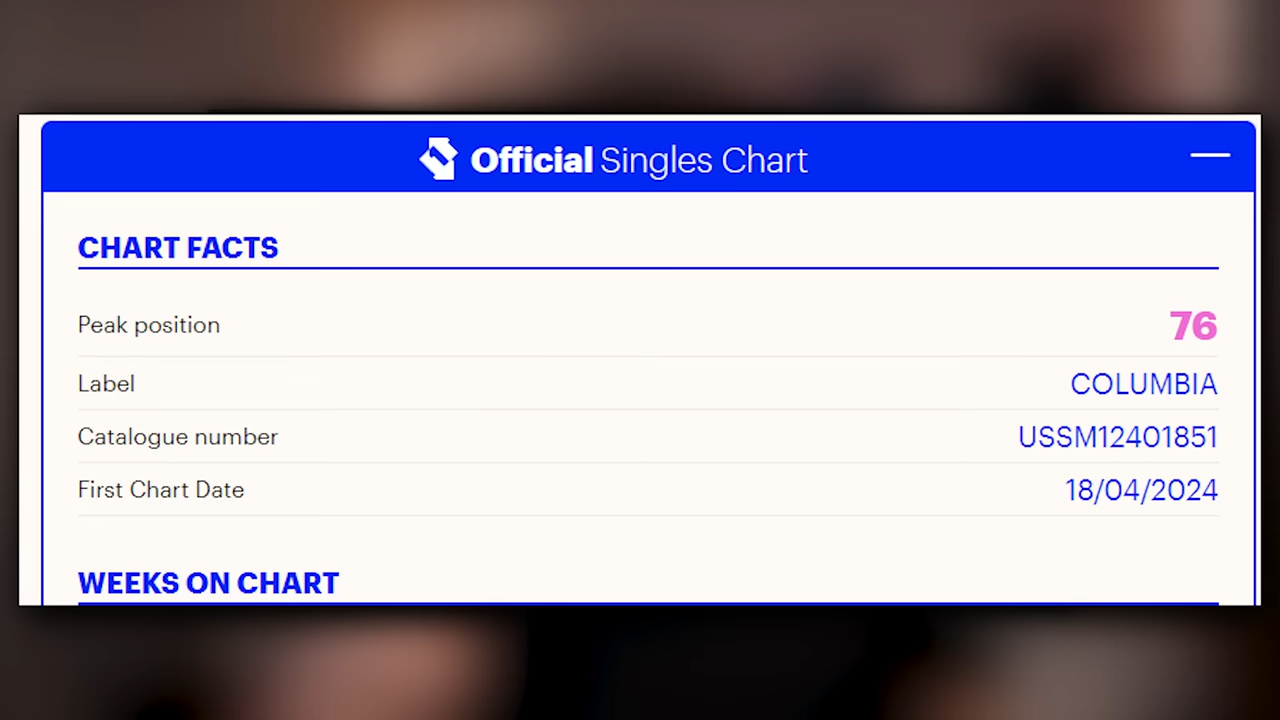 Official Singles Chart
CHART FACTS
Peak position 76
Label COLUMBIA
Catalogue number USSM12401851
First Chart Date 18/04/2024
WEEKS ON CHART